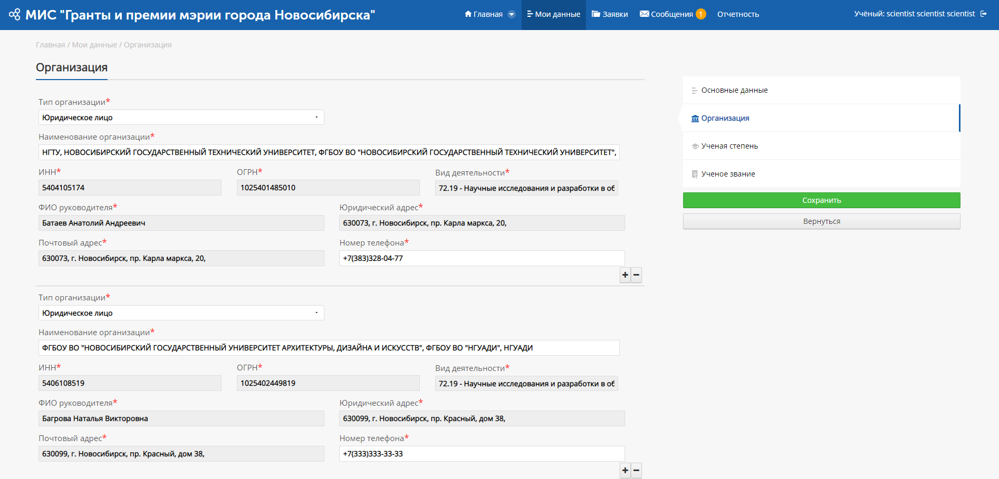 МИС "Гранты и премии мэрии города Новосибирска"
Главная
Мои данные
Заявки
Сообщения 1
Отчетность
Учёный: scientist scientist scientist
Главная / Мои данные / Организация
Организация
Тип организации*
Юридическое лицо
Наименование организации*
НГТУ, НОВОСИБИРСКИЙ ГОСУДАРСТВЕННЫЙ ТЕХНИЧЕСКИЙ УНИВЕРСИТЕТ, ФГБОУ ВО "НОВОСИБИРСКИЙ ГОСУДАРСТВЕННЫЙ ТЕХНИЧЕСКИЙ УНИВЕРСИТЕТ",
ИНН* ОГРН* Вид деятельности*
5404105174 1025401485010 72.19 - Научные исследования и разработки в об
ФИО руководителя* Юридический адрес*
Батаев Анатолий Андреевич 630073, г. Новосибирск, пр. Карла маркса, 20,
Почтовый адрес* Номер телефона*
630073, г. Новосибирск, пр. Карла маркса, 20, +7(383)328-04-77
+ −
Тип организации*
Юридическое лицо
Наименование организации*
ФГБОУ ВО "НОВОСИБИРСКИЙ ГОСУДАРСТВЕННЫЙ УНИВЕРСИТЕТ АРХИТЕКТУРЫ, ДИЗАЙНА И ИСКУССТВ", ФГБОУ ВО "НГУАДИ", НГУАДИ
ИНН* ОГРН* Вид деятельности*
5406108519 1025402449819 72.19 - Научные исследования и разработки в об
ФИО руководителя* Юридический адрес*
Багрова Наталья Викторовна 630099, г. Новосибирск, пр. Красный, дом 38,
Почтовый адрес* Номер телефона*
630099, г. Новосибирск, пр. Красный, дом 38, +7(333)333-33-33
+ −
Основные данные
Организация
Ученая степень
Ученое звание
Сохранить
Вернуться